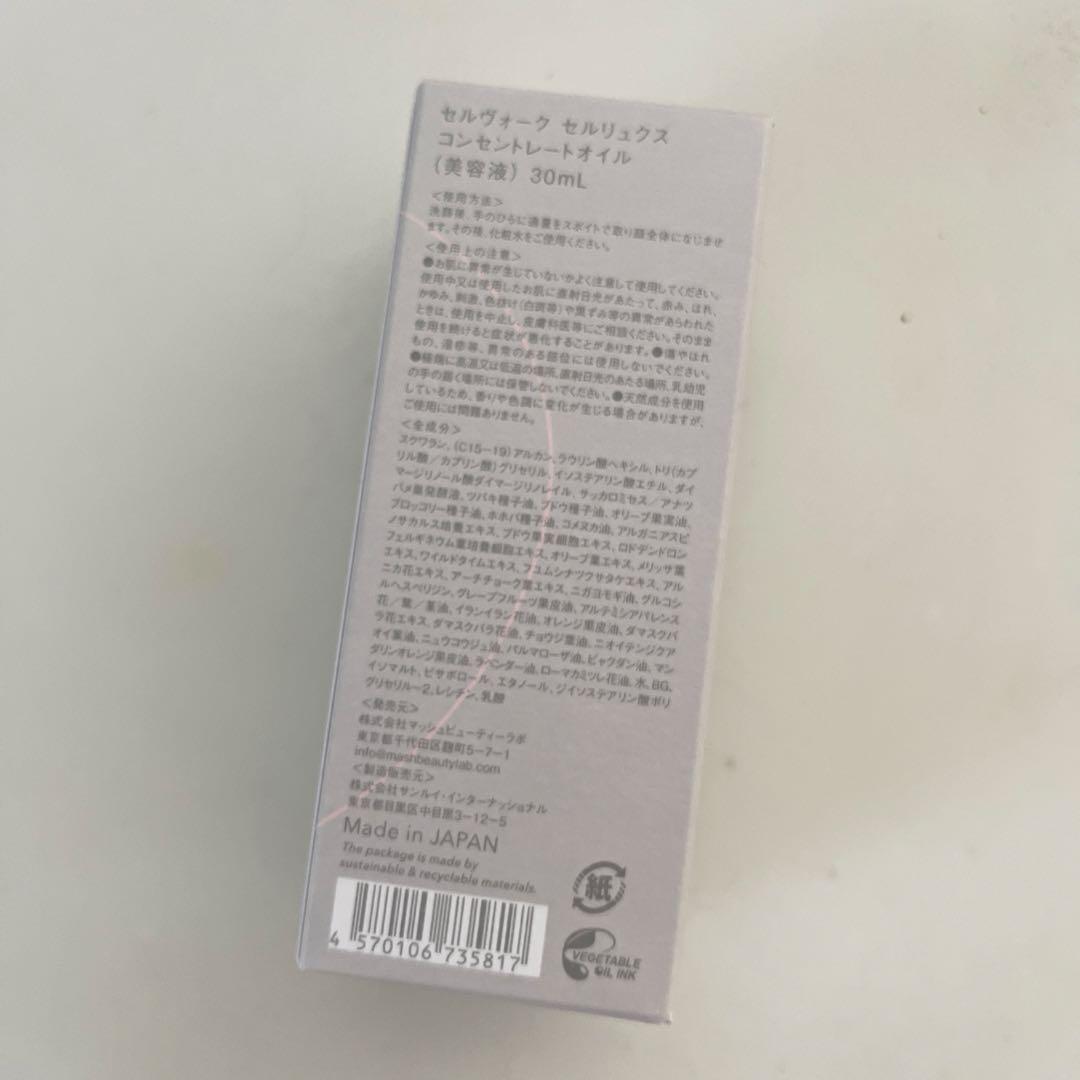 セルヴォーク セルリュクス
コンセントレートオイル
(美容液) 30mL
<使用方法>
洗顔後、手のひらに適量をスポイトで取り顔全体になじませ
ます。その後、化粧水をご使用ください。
<使用上の注意>
●お肌に異常が生じていないかよく注意して使用してください。
使用中又は使用したお肌に直射日光があたって、赤み、はれ、
かゆみ、刺激、色抜け(白斑等)や黒ずみ等の異常があらわれた
ときは、使用を中止し、皮膚科医等にご相談ください。そのまま
使用を続けると症状が悪化することがあります。●傷やはれ
もの、湿疹等、異常のある部位には使用しないでください。
●極端に高温又は低温の場所、直射日光のあたる場所、乳幼児
の手の届く場所には保管しないでください。●天然成分を使用
しているため、香りや色調に変化が生じる場合がありますが、
ご使用には問題ありません。
<全成分>
スクワラン、(C15-19)アルカン、ラウリン酸ヘキシル、トリ(カプ
リル酸/カプリン酸)グリセリル、イソステアリン酸エチル、ダイ
マージリノール酸ダイマージリノレイル、サッカロミセス/アナツ
バメ巣発酵油、ツバキ種子油、ブドウ種子油、オリーブ果実油、
ブロッコリー種子油、ホホバ種子油、コメヌカ油、アルガニアスピ
ノサカルス培養エキス、ブドウ果実細胞エキス、ロドデンドロン
フェルギネウム葉培養細胞エキス、オリーブ葉エキス、メリッサ葉
エキス、ワイルドタイムエキス、フユムシナツクサタケエキス、アル
ニカ花エキス、アーチチョーク葉エキス、ニガヨモギ油、グルコシ
ルヘスペリジン、グレープフルーツ果皮油、アルテミシアパレンス
花/葉/茎油、イランイラン花油、オレンジ果皮油、ダマスクバ
ラ花エキス、ダマスクバラ花油、チョウジ葉油、ニオイテンジクア
オイ葉油、ニュウコウジュ油、パルマローザ油、ビャクダン油、マン
ダリンオレンジ果皮油、ラベンダー油、ローマカミツレ花油、水、BG、
イソマルト、ビサボロール、エタノール、ジイソステアリン酸ポリ
グリセリル-2、レシチン、乳酸
<発売元>
株式会社マッシュビューティーラボ
東京都千代田区麹町5-7-1
info@mashbeautylab.com
<製造販売元>
株式会社サンルイ・インターナッショナル
東京都目黒区中目黒3-12-5
Made in JAPAN
The package is made by
sustainable & recyclable materials.
紙
4 570106 735817
VEGETABLE
OIL INK